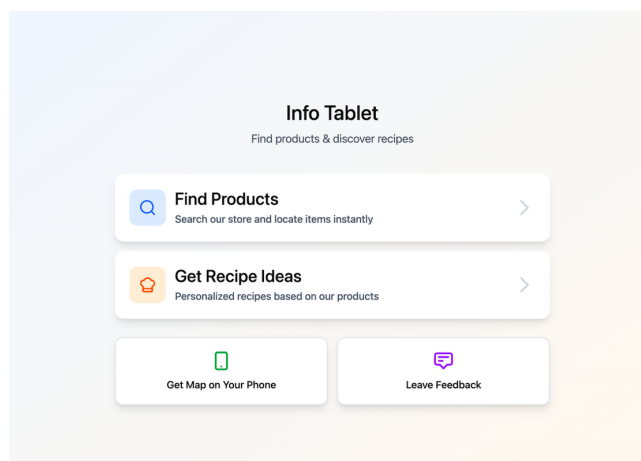 Info Tablet
Find products & discover recipes
Find Products
Search our store and locate items instantly
Get Recipe Ideas
Personalized recipes based on our products
Get Map on Your Phone
Leave Feedback